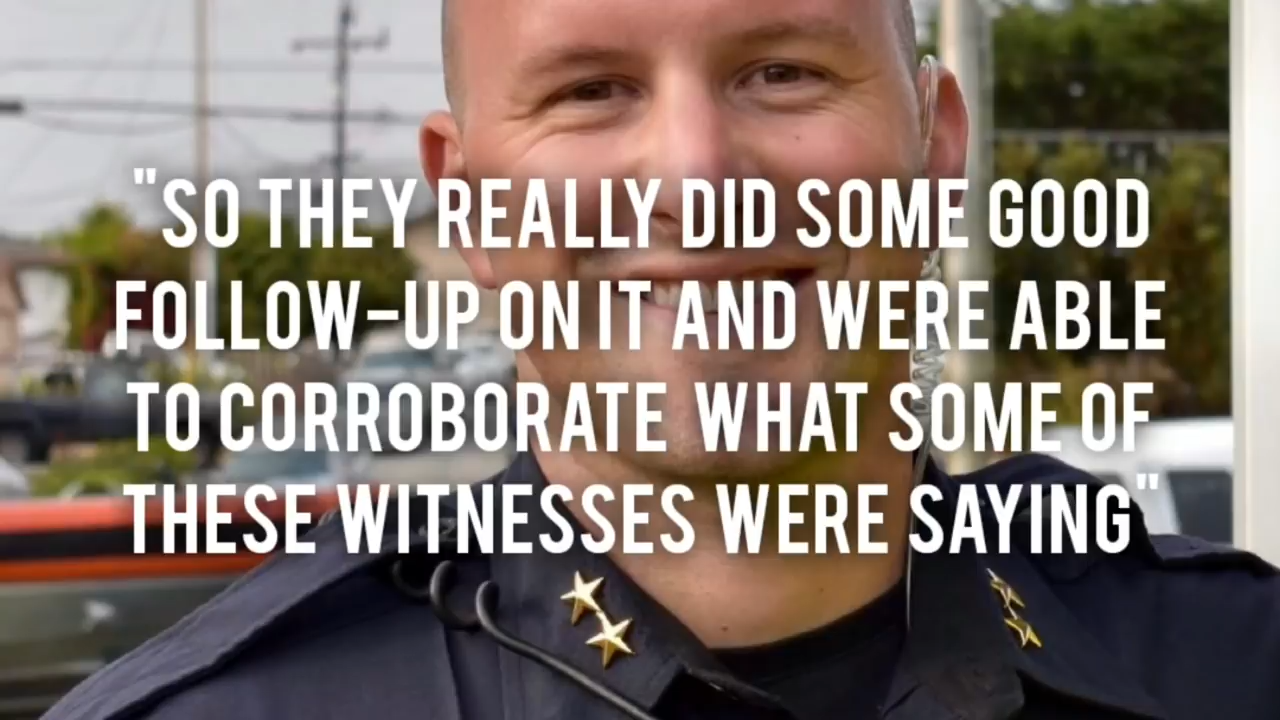 "SO THEY REALLY DID SOME GOOD
FOLLOW-UP ON IT AND WERE ABLE
TO CORROBORATE WHAT SOME OF
THESE WITNESSES WERE SAYING"